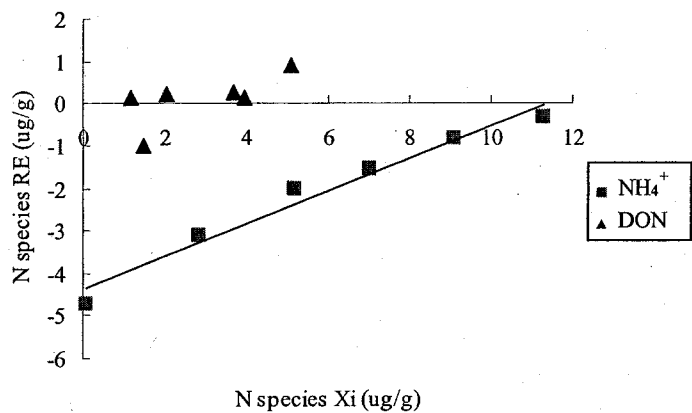 2
1
0
-1
-2
-3
-4
-5
-6
0 2 4 6 8 10 12
N species RE (ug/g)
N species Xi (ug/g)
NH₄⁺
DON